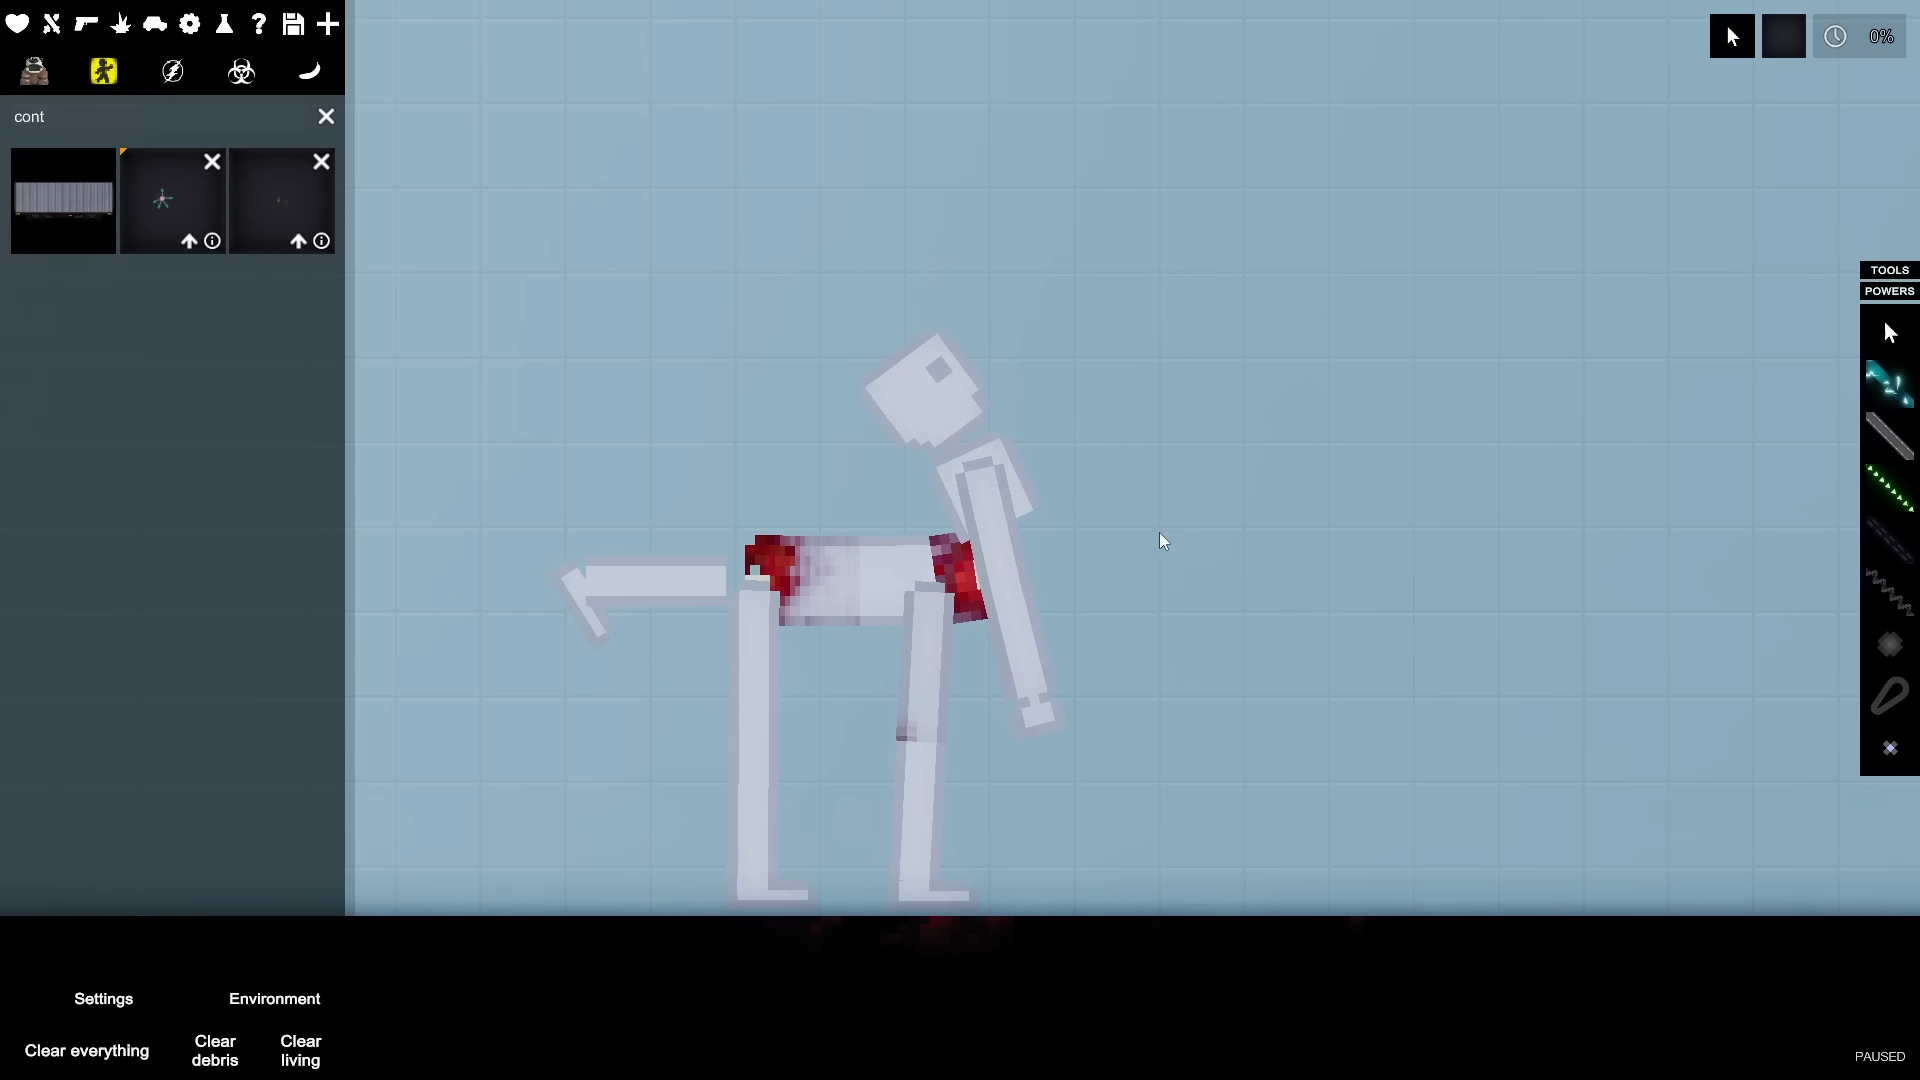 cont
0%
TOOLS
POWERS
Settings
Environment
Clear everything
Clear
debris
Clear
living
PAUSED